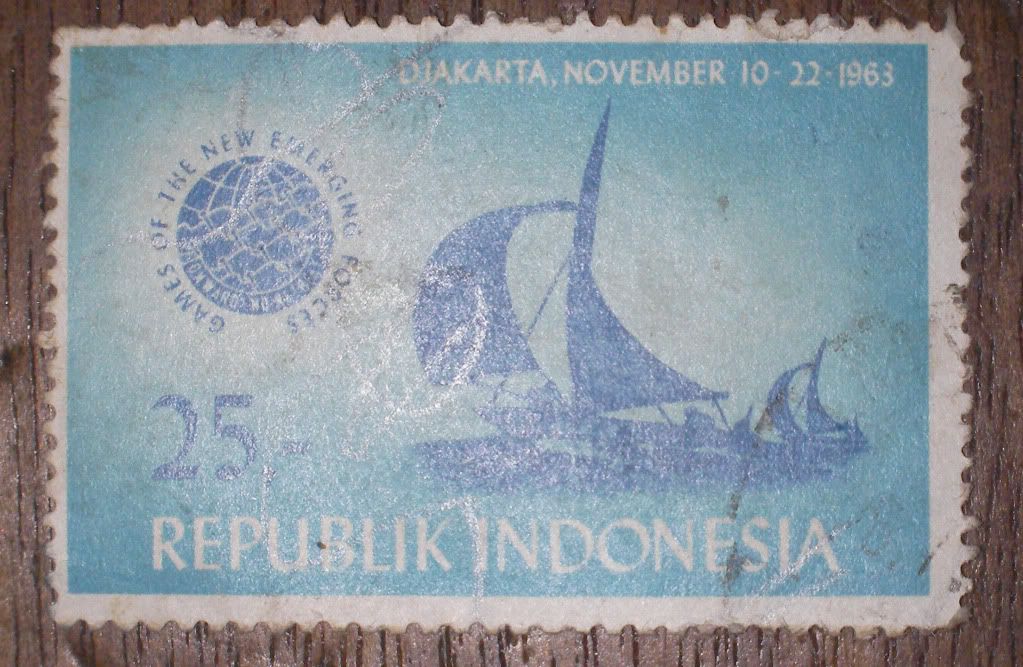 DJAKARTA, NOVEMBER 10-22-1963
GAMES OF THE NEW EMERGING FORCES
25,-
REPUBLIK INDONESIA